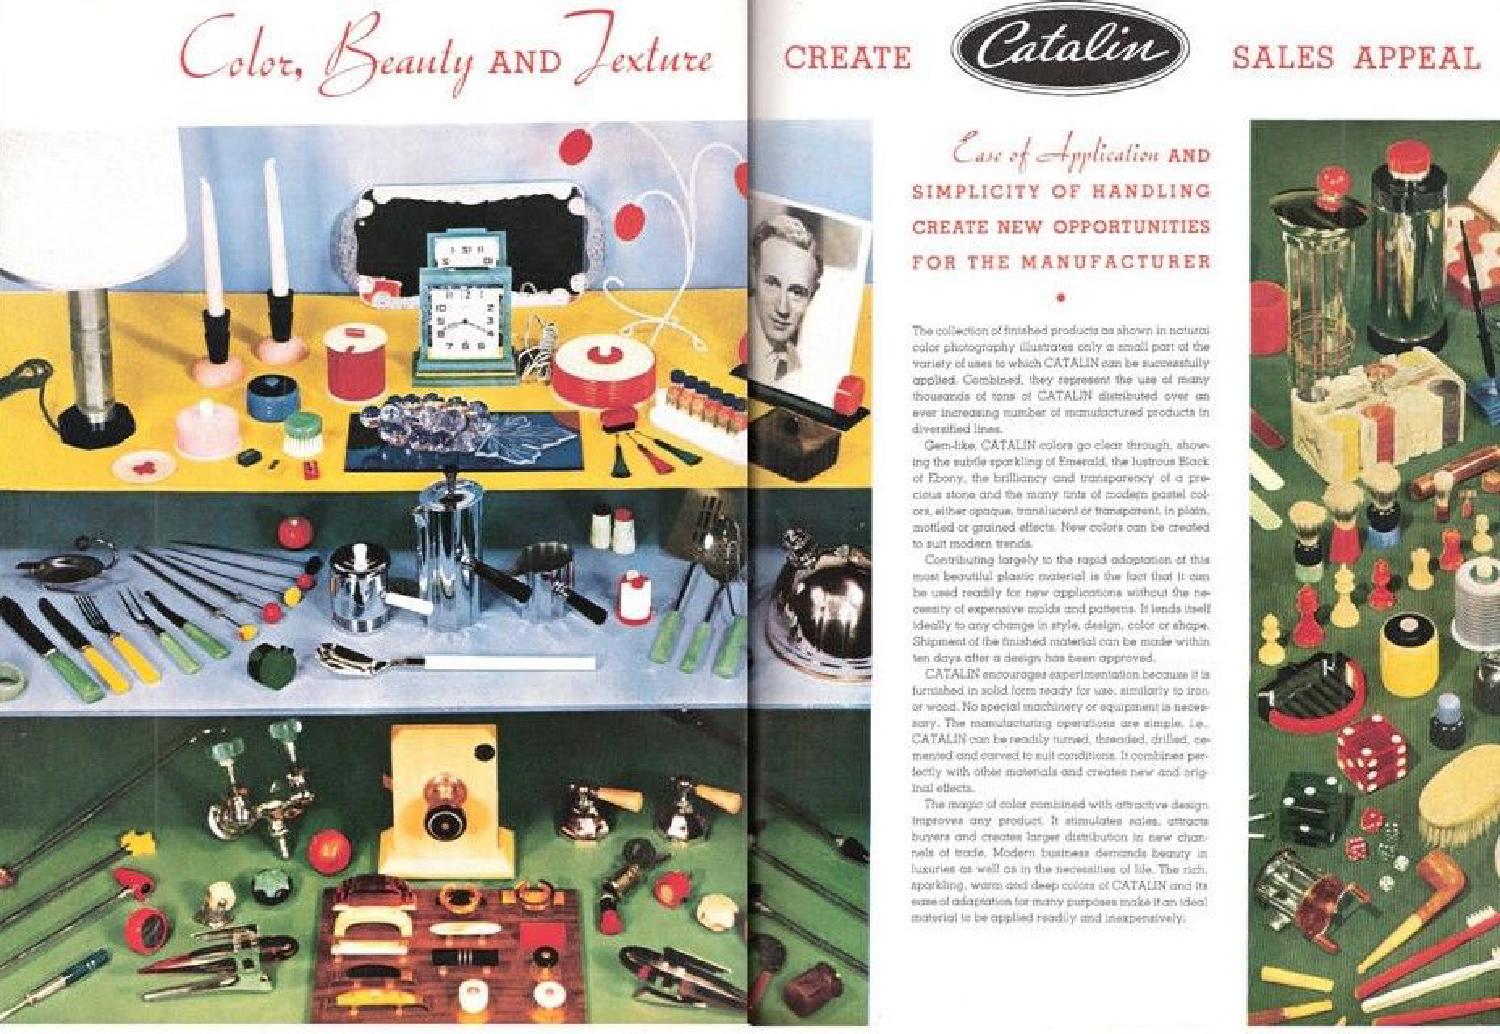 Color, Beauty AND Texture CREATE Catalin SALES APPEAL
Ease of Application AND
SIMPLICITY OF HANDLING
CREATE NEW OPPORTUNITIES
FOR THE MANUFACTURER
The collection of finished products as shown in natural
color photography illustrates only a small part of the
variety of uses to which CATALIN can be successfully
applied. Combined, they represent the use of many
thousands of tons of CATALIN distributed over an
ever increasing number of manufactured products in
diversified lines.
Gem-like, CATALIN colors go clear through, show-
ing the subtle sparkling of Emerald, the lustrous Black
of Ebony, the brilliancy and transparency of a pre-
cious stone and the many tints of modern pastel col-
ors, either opaque, translucent or transparent, in plain,
mottled or grained effects. New colors can be created
to suit modern trends.
Contributing largely to the rapid adaptation of this
most beautiful plastic material is the fact that it can
be used readily for new applications without the ne-
cessity of expensive molds and patterns. It lends itself
ideally to any change in style, design, color or shape.
Shipment of the finished material can be made within
ten days after a design has been approved.
CATALIN encourages experimentation because it is
furnished in solid form ready for use, similarly to iron
or wood. No special machinery or equipment is neces-
sary. The manufacturing operations are simple, i.e.,
CATALIN can be readily turned, threaded, drilled, ce-
mented and carved to suit conditions. It combines per-
fectly with other materials and creates new and orig-
inal effects.
The magic of color combined with attractive design
improves any product. It stimulates sales, attracts
buyers and creates larger distribution in new chan-
nels of trade. Modern business demands beauty in
luxuries as well as in the necessities of life. The rich,
sparkling, warm and deep colors of CATALIN and its
ease of adaptation for many purposes make it an ideal
material to be applied readily and inexpensively.